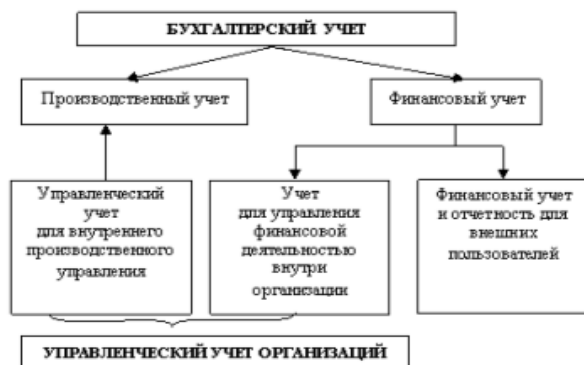 БУХГАЛТЕРСКИЙ УЧЕТ
Производственный учет
Финансовый учет
Управленческий
учет
для внутреннего
производственного
управления
Учет
для управления
финансовой
деятельностью
внутри
организации
Финансовый учет
и отчетность для
внешних
пользователей
УПРАВЛЕНЧЕСКИЙ УЧЕТ ОРГАНИЗАЦИЙ